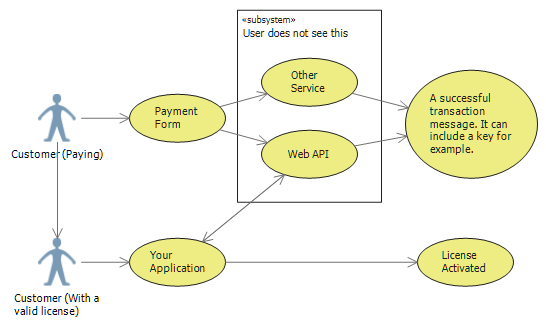 «subsystem»
User does not see this
Other
Service
Payment
Form
A successful
transaction
message. It can
include a key for
example.
Customer (Paying)
Web API
Your
Application
License
Activated
Customer (With a
valid license)